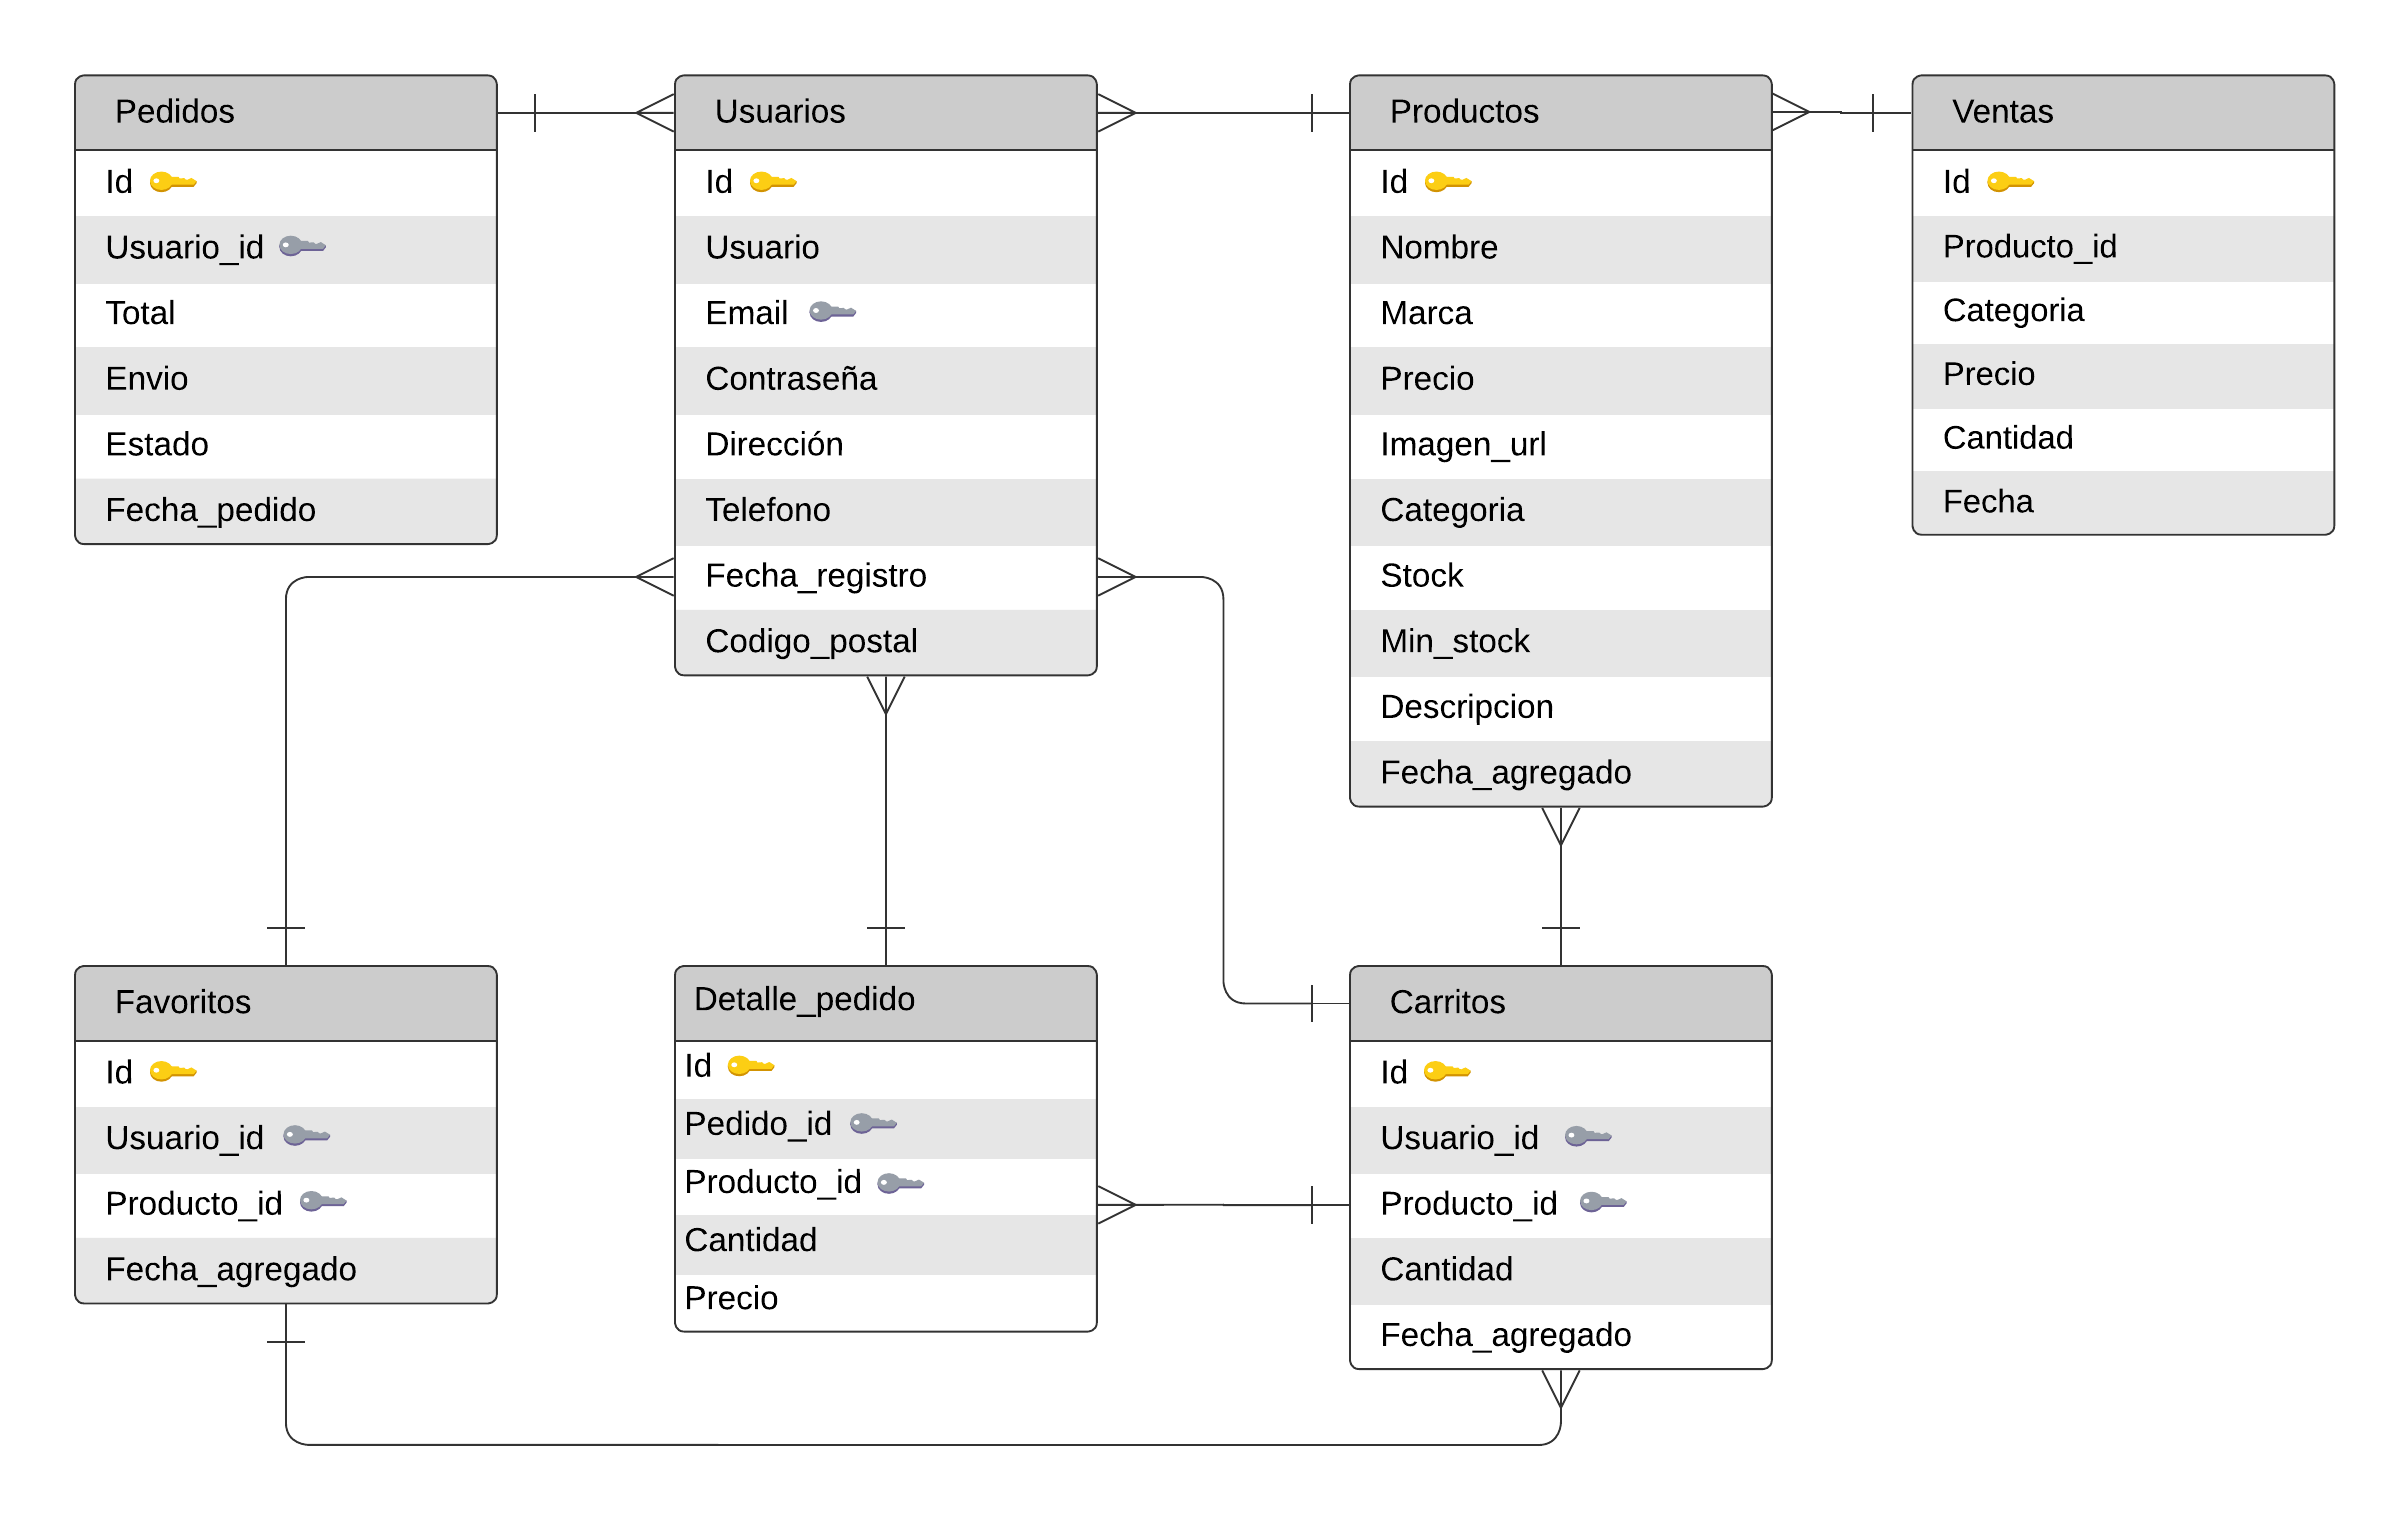 Pedidos
Id
Usuario_id
Total
Envio
Estado
Fecha_pedido
Usuarios
Id
Usuario
Email
Contraseña
Dirección
Telefono
Fecha_registro
Codigo_postal
Productos
Id
Nombre
Marca
Precio
Imagen_url
Categoria
Stock
Min_stock
Descripcion
Fecha_agregado
Ventas
Id
Producto_id
Categoria
Precio
Cantidad
Fecha
Favoritos
Id
Usuario_id
Producto_id
Fecha_agregado
Detalle_pedido
Id
Pedido_id
Producto_id
Cantidad
Precio
Carritos
Id
Usuario_id
Producto_id
Cantidad
Fecha_agregado